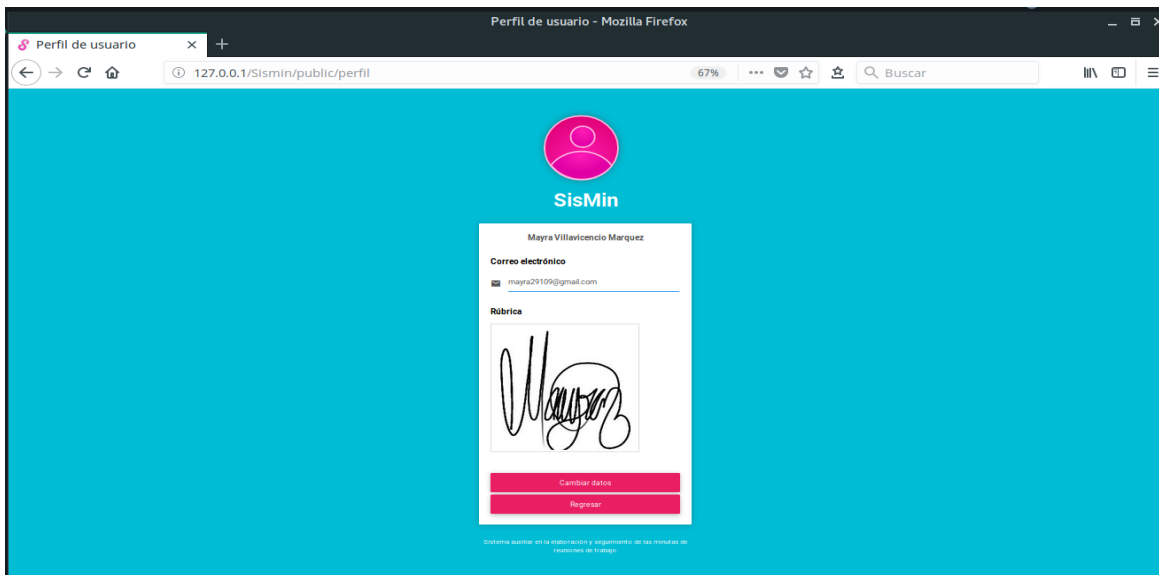 Perfil de usuario - Mozilla Firefox
Perfil de usuario
127.0.0.1/Sismin/public/perfil
67%
Buscar
SisMin
Mayra Villavicencio Marquez
Correo electrónico
mayra29109@gmail.com
Rúbrica
Cambiar datos
Regresar
Sistema auxiliar en la elaboración y seguimiento de las minutas de
reuniones de trabajo.